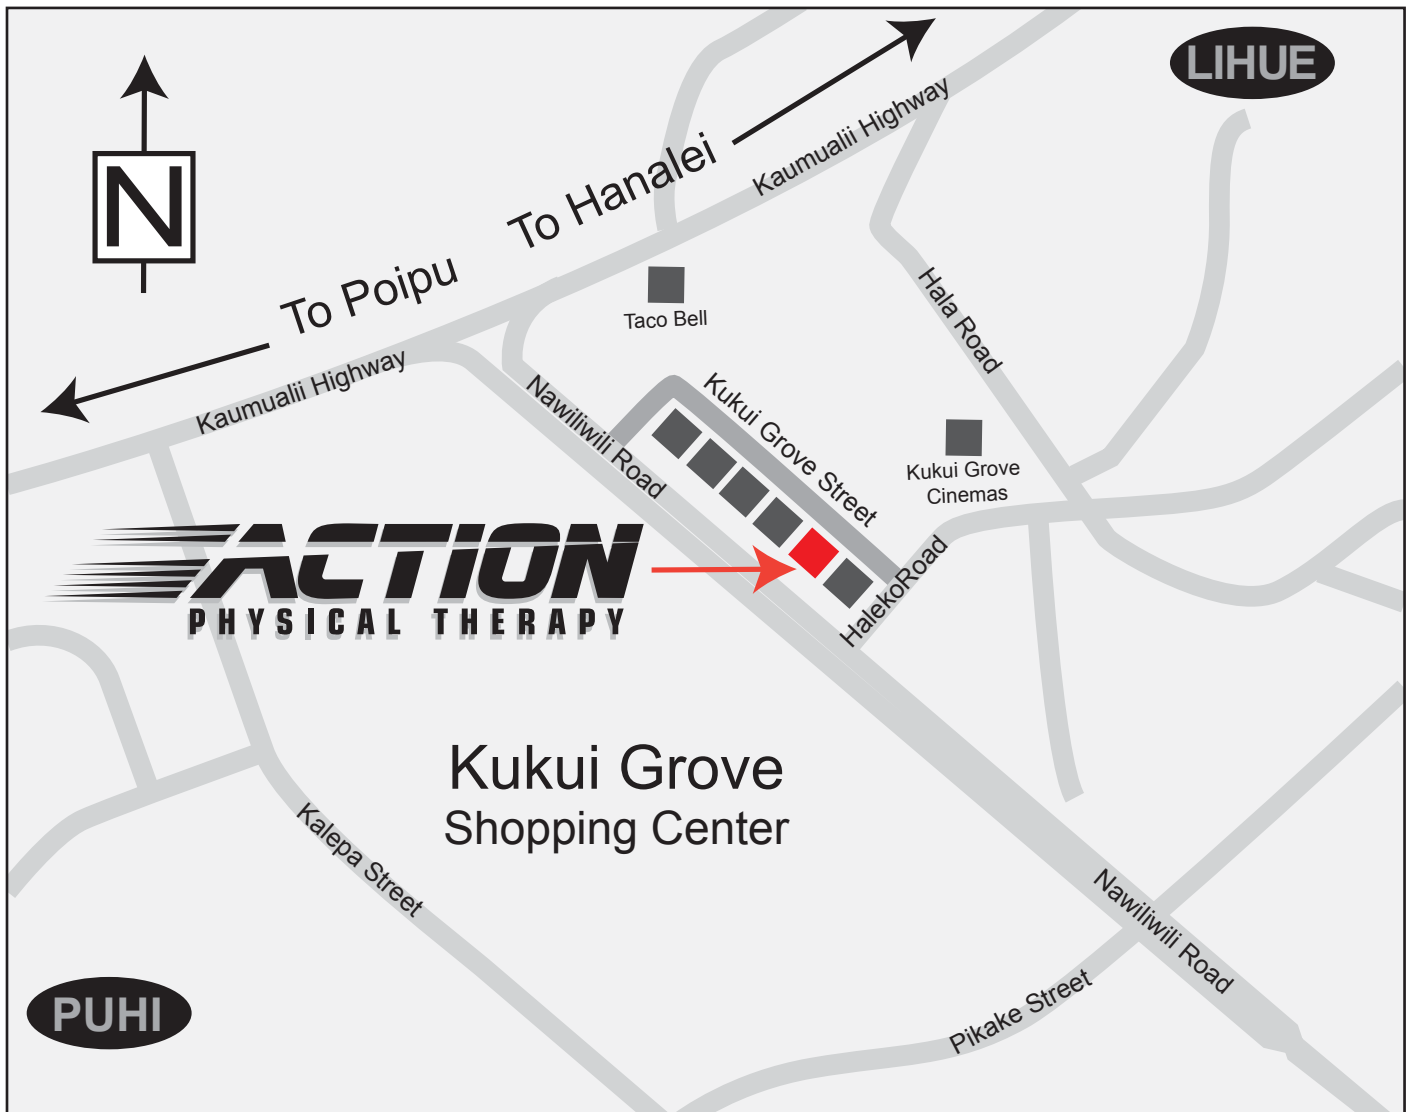 LIHUE
N
To Hanalei
Kaumualii Highway
To Poipu
Kaumualii Highway
Taco Bell
Hala Road
Nawiliwili Road
Kukui Grove Street
Kukui Grove
Cinemas
HalekoRoad
ACTION
PHYSICAL THERAPY
Kukui Grove
Shopping Center
Kalepa Street
Nawiliwili Road
Pikake Street
PUHI